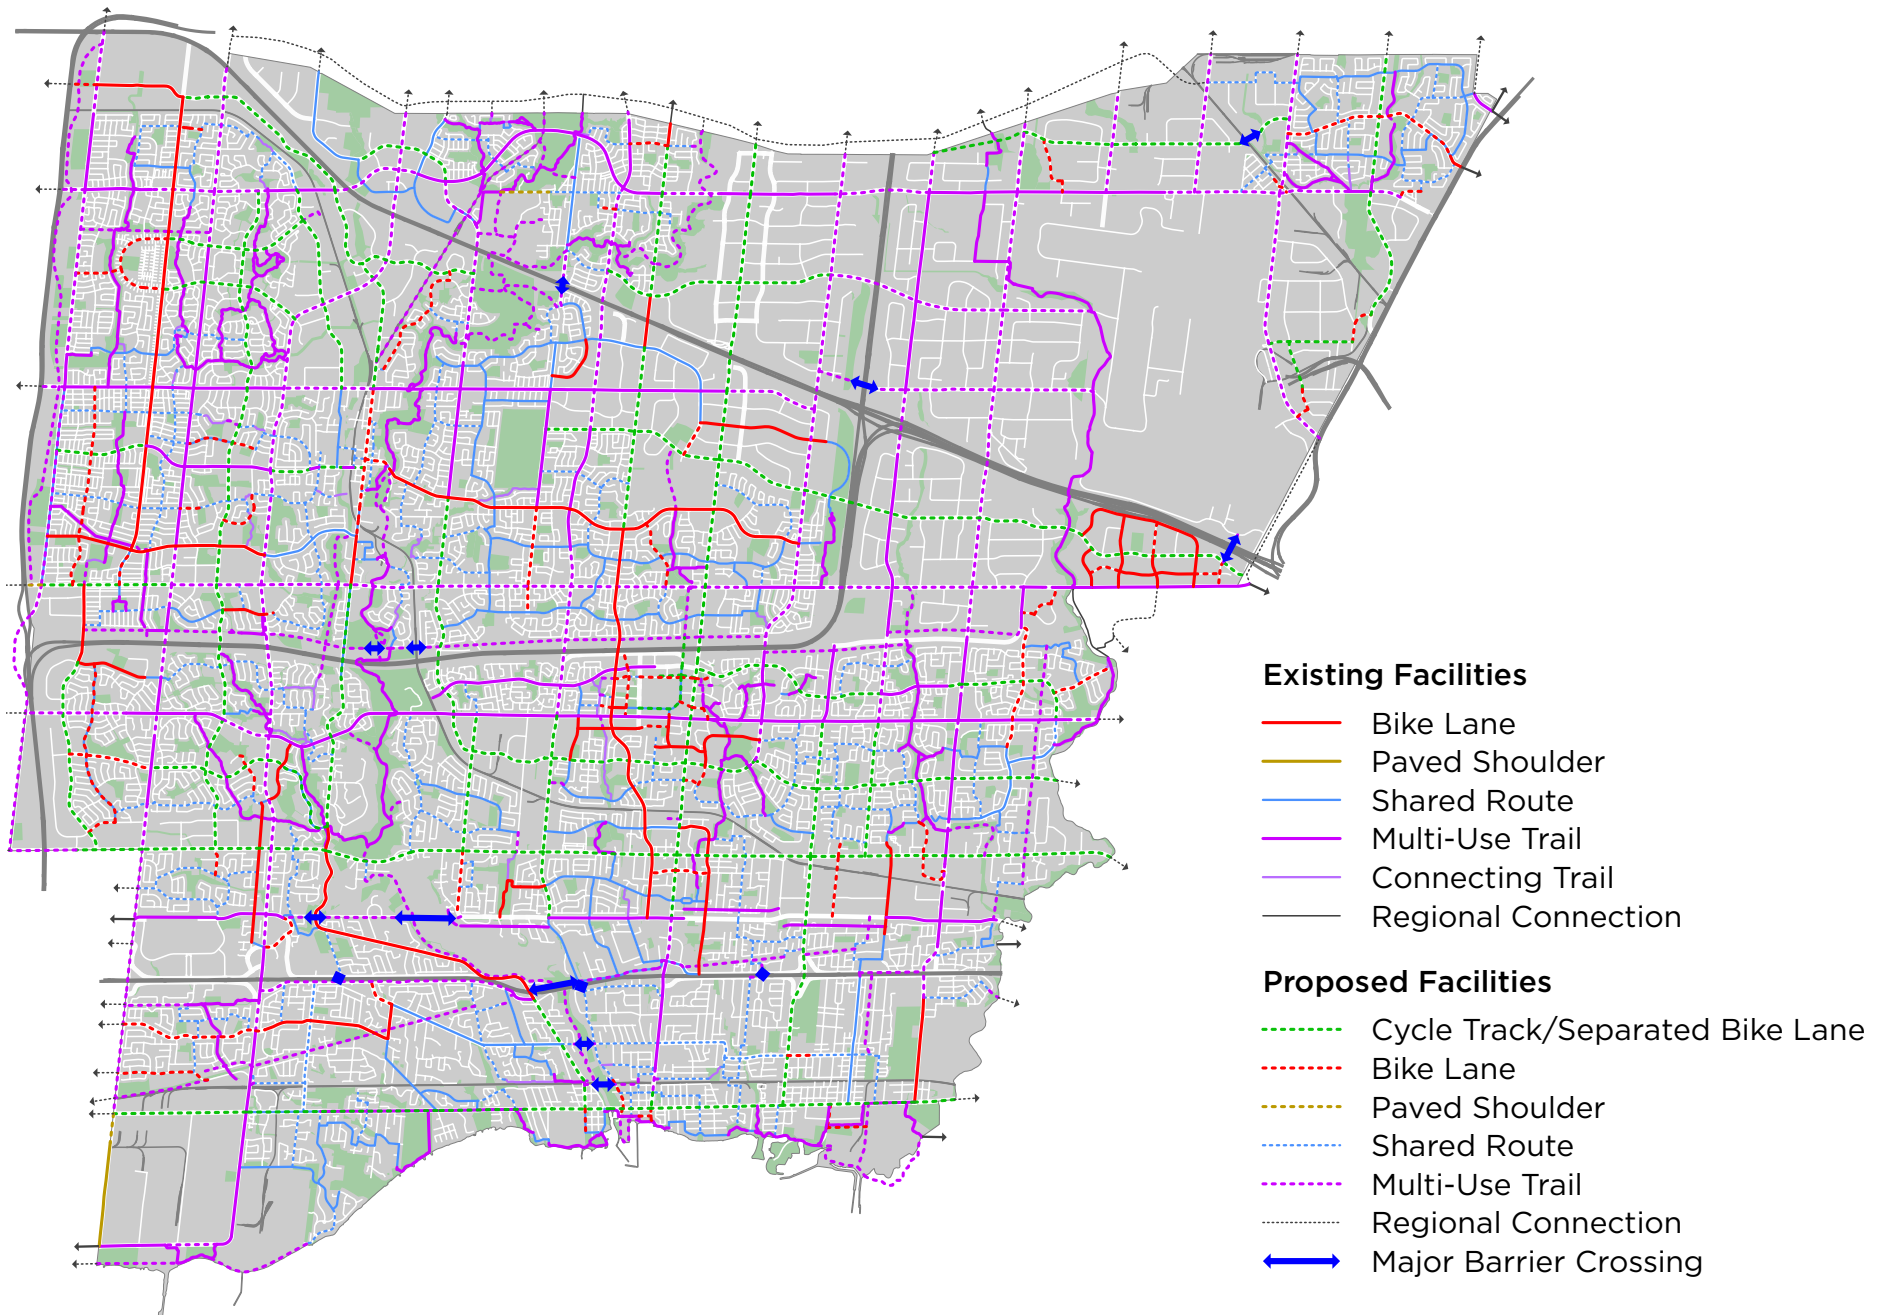 Existing Facilities
Bike Lane
Paved Shoulder
Shared Route
Multi-Use Trail
Connecting Trail
Regional Connection
Proposed Facilities
Cycle Track/Separated Bike Lane
Bike Lane
Paved Shoulder
Shared Route
Multi-Use Trail
Regional Connection
Major Barrier Crossing